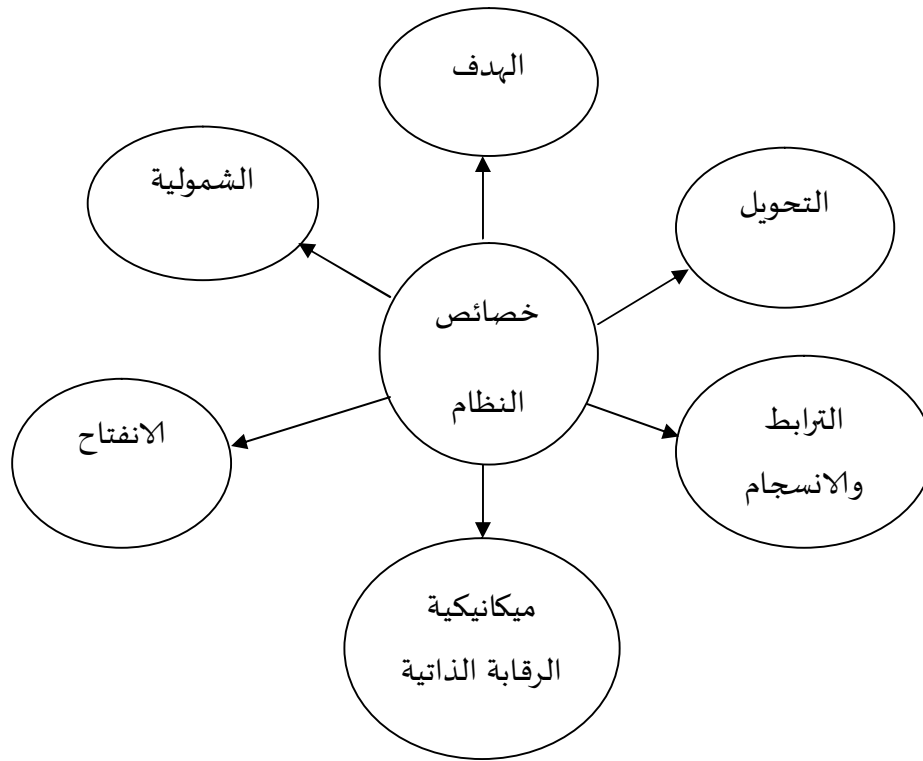 الهدف
الشمولية
التحويل
خصائص
النظام
الانفتاح
الترابط
والانسجام
ميكانيكية
الرقابة الذاتية